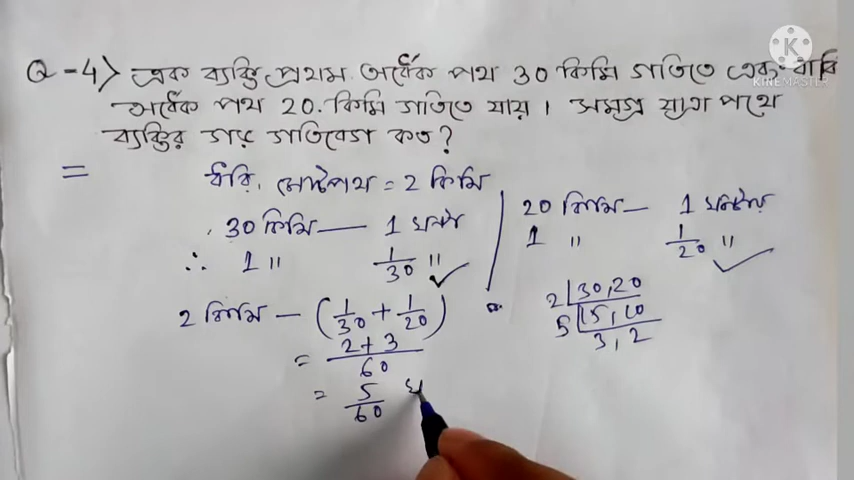 Q-4> এক ব্যক্তি প্রথম অর্ধেক পথ 30 কিমি গতিতে এবং বাকি
অর্ধেক পথ 20 কিমি গতিতে যায়। সমগ্র যাত্রা পথে
ব্যক্তির গড় গতিবেগ কত?
= ধরি, মোটপথ = 2 কিমি
30 কিমি — 1 ঘন্টা
∴ 1 " 1/30 "
2 কিমি — (1/30 + 1/20)
= 2+3/60
= 5/60 ঘ
20 কিমি — 1 ঘন্টায়
1 " 1/20 "
2 | 30, 20
5 | 15, 10
3, 2
K
KINEMASTER